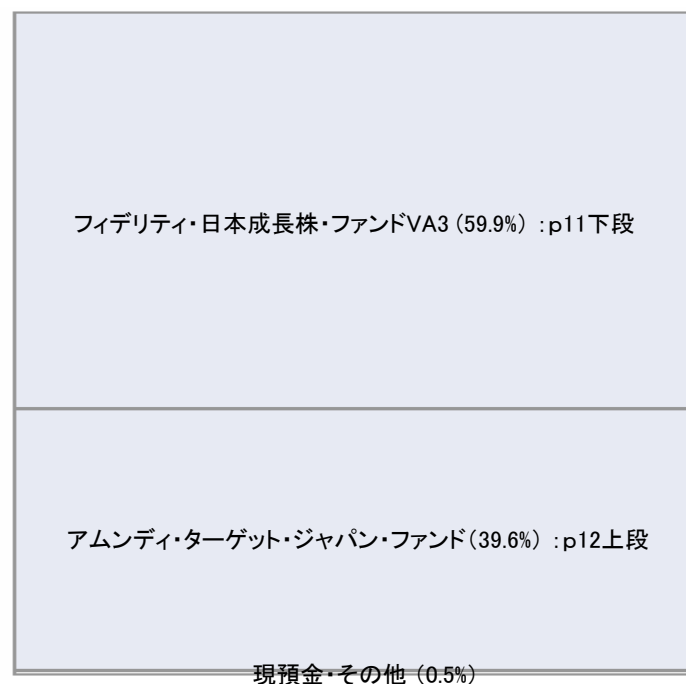 フィデリティ・日本成長株・ファンドVA3 (59.9%) :p11下段
アムンディ・ターゲット・ジャパン・ファンド(39.6%) :p12上段
現預金・その他 (0.5%)